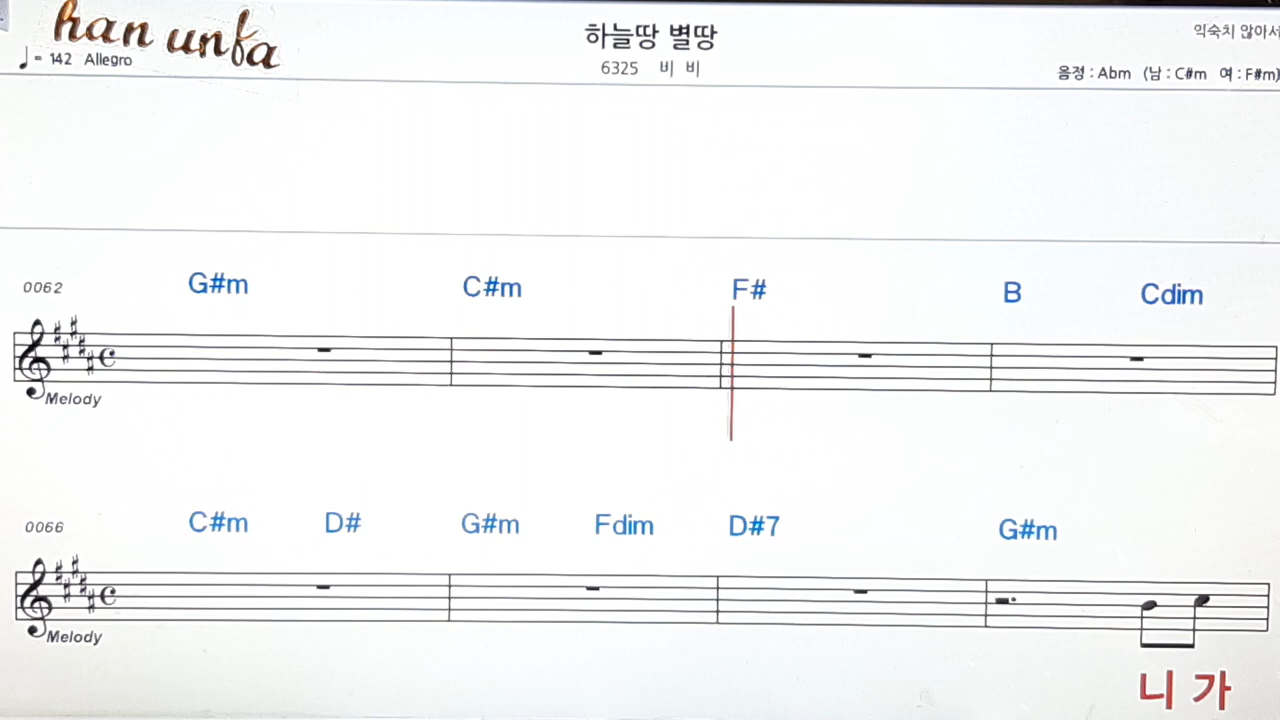 han unfa
♩= 142 Allegro
하늘땅 별땅
6325 비 비
익숙치 않아서
음정 : Abm (남 : C#m 여 : F#m)
0062 G#m C#m F# B Cdim
Melody
0066 C#m D# G#m Fdim D#7 G#m
Melody
니 가